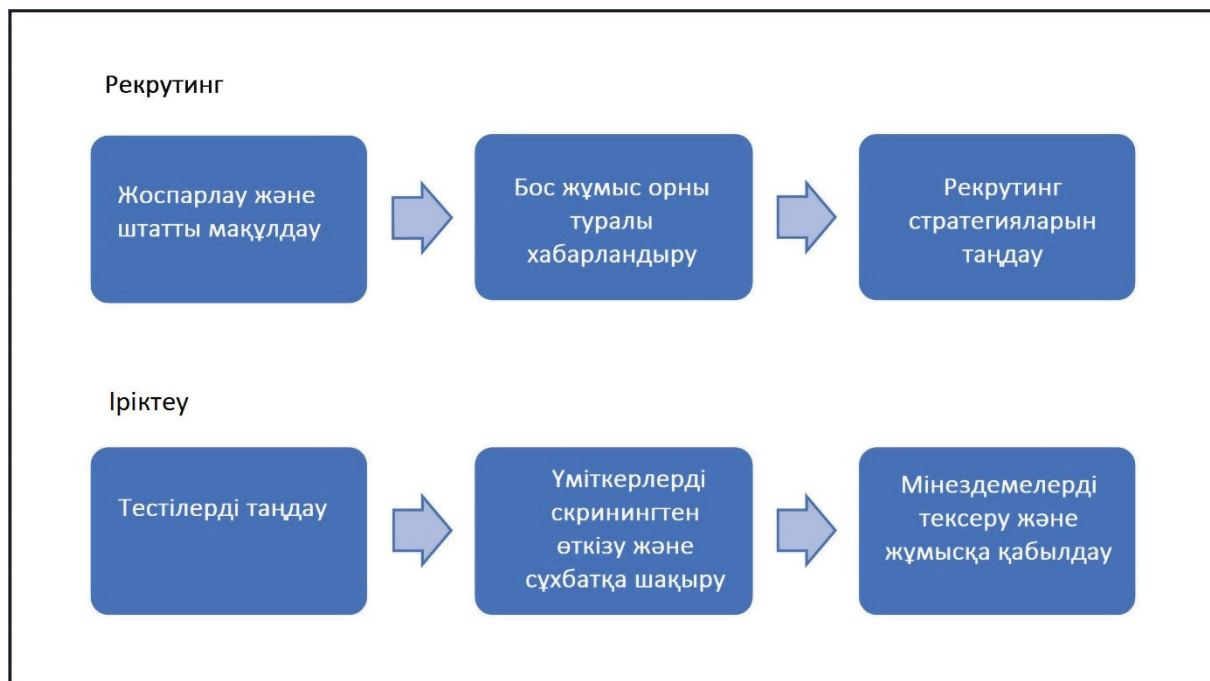 Рекрутинг
Жоспарлау және
штатты мақұлдау
Бос жұмыс орны
туралы
хабарландыру
Рекрутинг
стратегияларын
таңдау
Іріктеу
Тестілерді таңдау
Үміткерлерді
скринингтен
өткізу және
сұхбатқа шақыру
Мінездемелерді
тексеру және
жұмысқа қабылдау